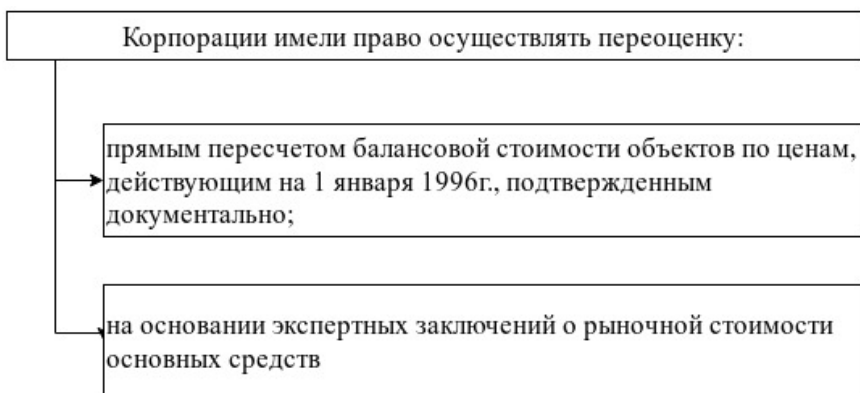 Корпорации имели право осуществлять переоценку:
прямым пересчетом балансовой стоимости объектов по ценам,
действующим на 1 января 1996г., подтвержденным
документально;
на основании экспертных заключений о рыночной стоимости
основных средств